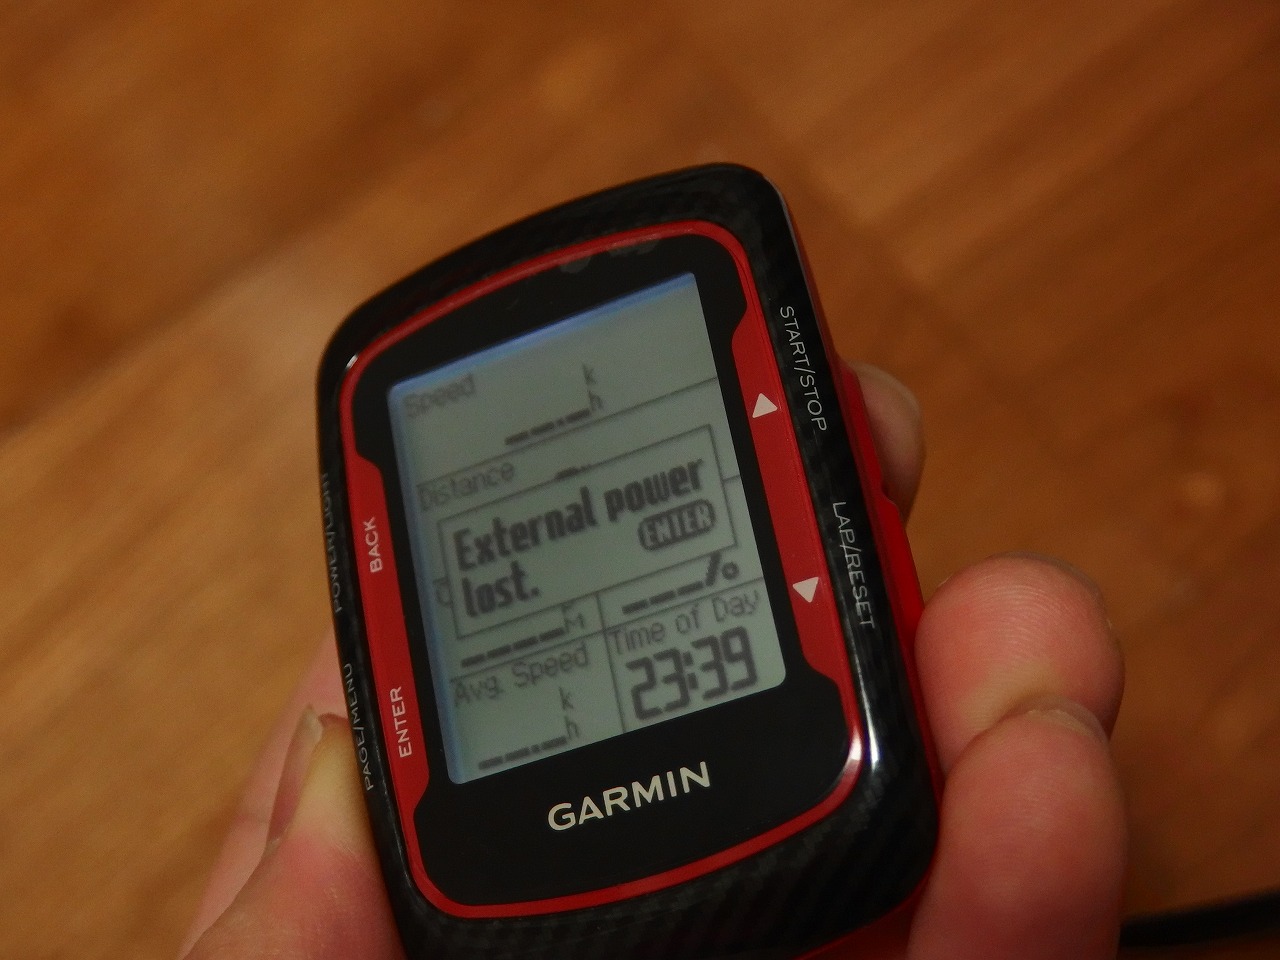 Speed
k
h
Distance
External power
lost.
ENTER
%
Avg. Speed
k
h
Time of Day
23:39
GARMIN
START/STOP
LAP/RESET
POWER/LIGHT
BACK
PAGE/MENU
ENTER